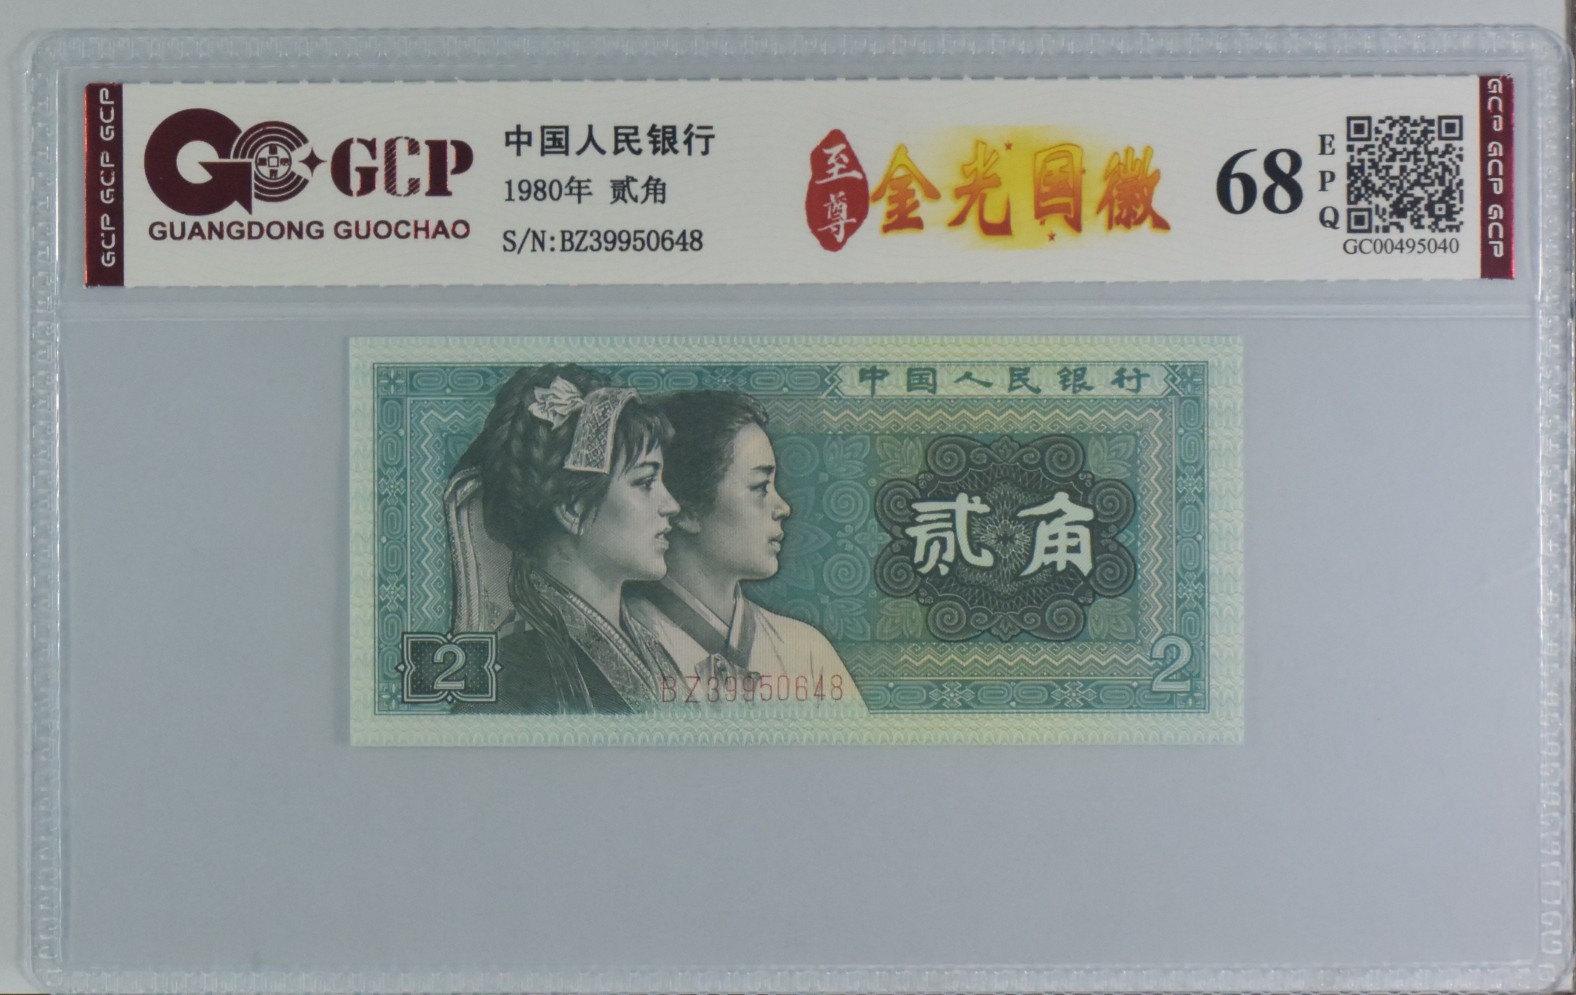 GCP GCP GCP
GCP
GUANGDONG GUOCHAO
中国人民银行
1980年 贰角
S/N:BZ39950648
至尊
金光国徽
68
EPQ
GC00495040
GCP GCP GCP
中国人民银行
贰角
2
BZ39950648
2